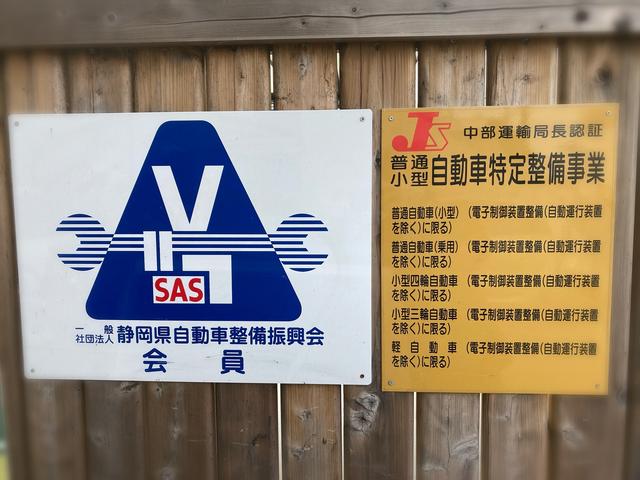 SAS
一般
社団法人 静岡県自動車整備振興会
会員
JS 中部運輸局長認証
普通
小型 自動車特定整備事業
普通自動車(小型) (電子制御装置整備(自動運行装置
を除く)に限る)
普通自動車(乗用) (電子制御装置整備(自動運行装置
を除く)に限る)
小型四輪自動車 (電子制御装置整備(自動運行装置
を除く)に限る)
小型三輪自動車 (電子制御装置整備(自動運行装置
を除く)に限る)
軽自動車 (電子制御装置整備(自動運行装置
を除く)に限る)